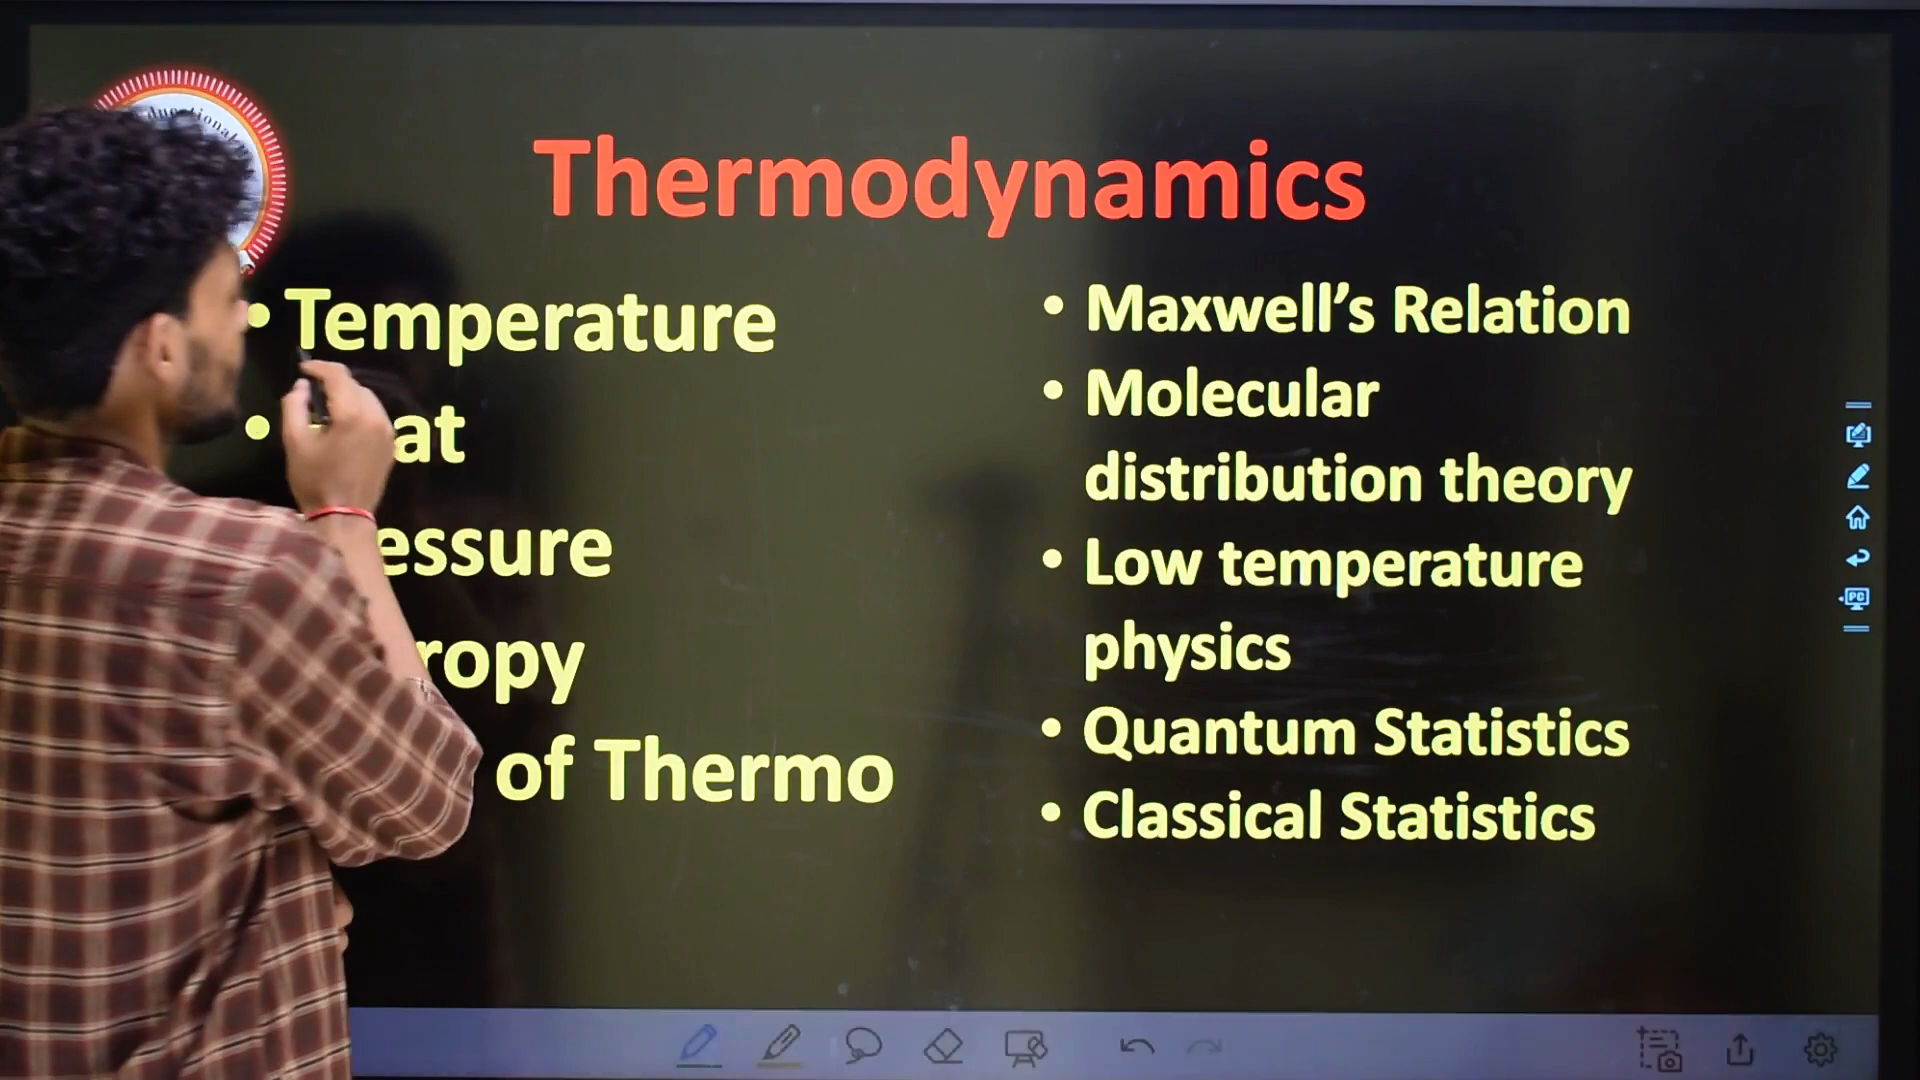 Thermodynamics
• Temperature
• at
essure
ropy
of Thermo
• Maxwell’s Relation
• Molecular
distribution theory
• Low temperature
physics
• Quantum Statistics
• Classical Statistics
PC